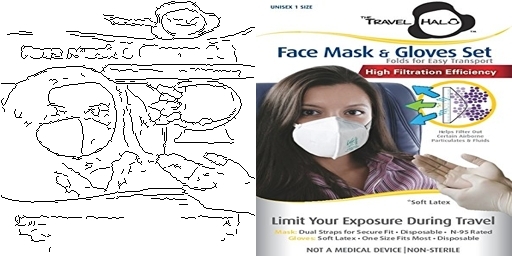 UNISEX 1 SIZE
THE TRAVEL HALO™
Face Mask & Gloves Set
Folds for Easy Transport
High Filtration Efficiency
Helps Filter Out
Certain Airborne
Particulates & Fluids
*Soft Latex
Limit Your Exposure During Travel
Mask: Dual Straps for Secure Fit • Disposable • N-95 Rated
Gloves: Soft Latex • One Size Fits Most • Disposable
NOT A MEDICAL DEVICE | NON-STERILE